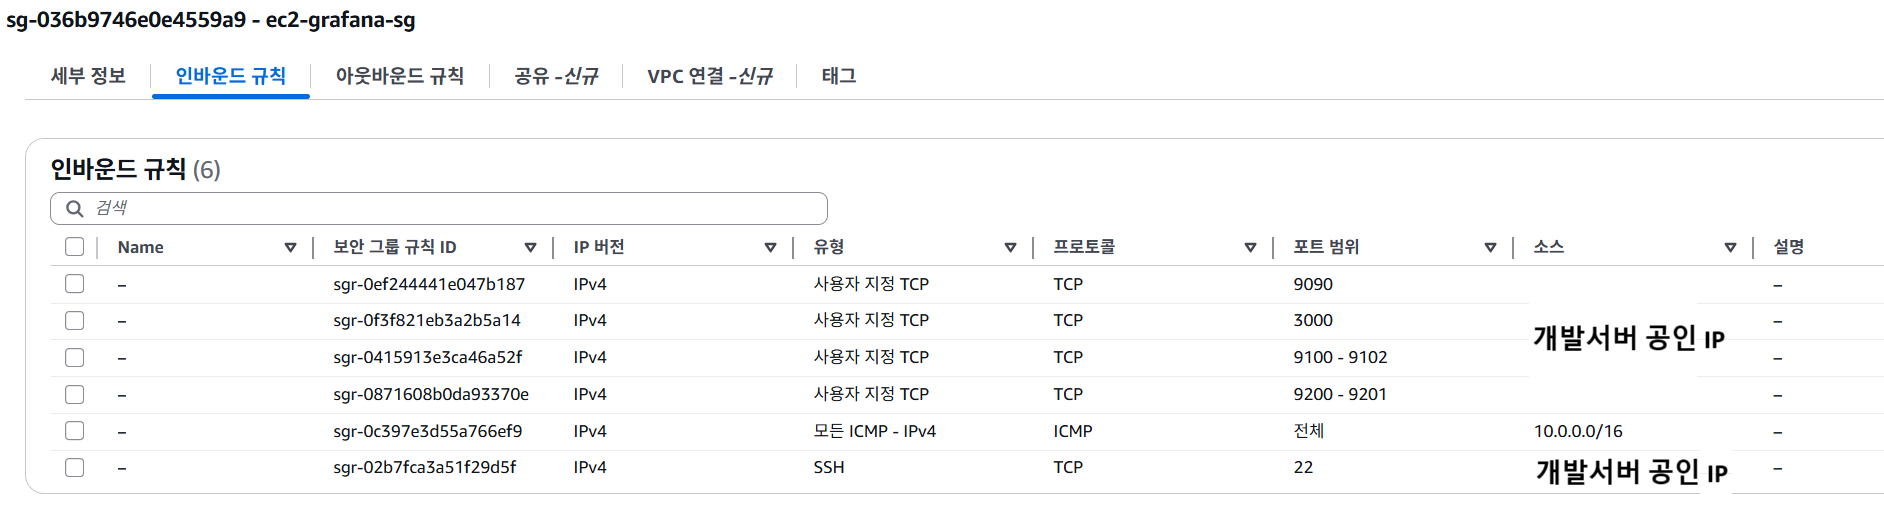 sg-036b9746e0e4559a9 - ec2-grafana-sg
세부 정보 인바운드 규칙 아웃바운드 규칙 공유 -신규 VPC 연결 -신규 태그
인바운드 규칙 (6)
검색
Name 보안 그룹 규칙 ID IP 버전 유형 프로토콜 포트 범위 소스 설명
– sgr-0ef244441e047b187 IPv4 사용자 지정 TCP TCP 9090 –
– sgr-0f3f821eb3a2b5a14 IPv4 사용자 지정 TCP TCP 3000 –
개발서버 공인 IP
– sgr-0415913e3ca46a52f IPv4 사용자 지정 TCP TCP 9100 - 9102 –
– sgr-0871608b0da93370e IPv4 사용자 지정 TCP TCP 9200 - 9201 –
– sgr-0c397e3d55a766ef9 IPv4 모든 ICMP - IPv4 ICMP 전체 10.0.0.0/16 –
– sgr-02b7fca3a51f29d5f IPv4 SSH TCP 22 개발서버 공인 IP –